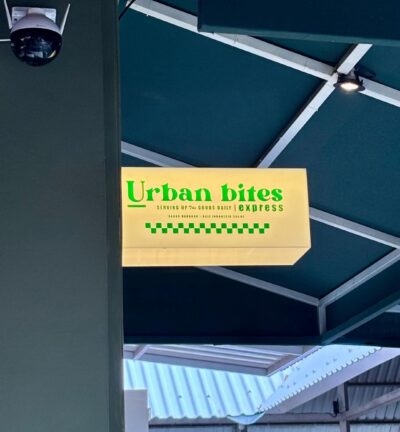 Urban bites
SERVING UP The GOODS DAILY | express